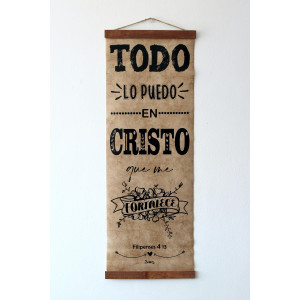 TODO
LO PUEDO
EN
CRISTO
que me
FORTALECE
Filipenses 4:13